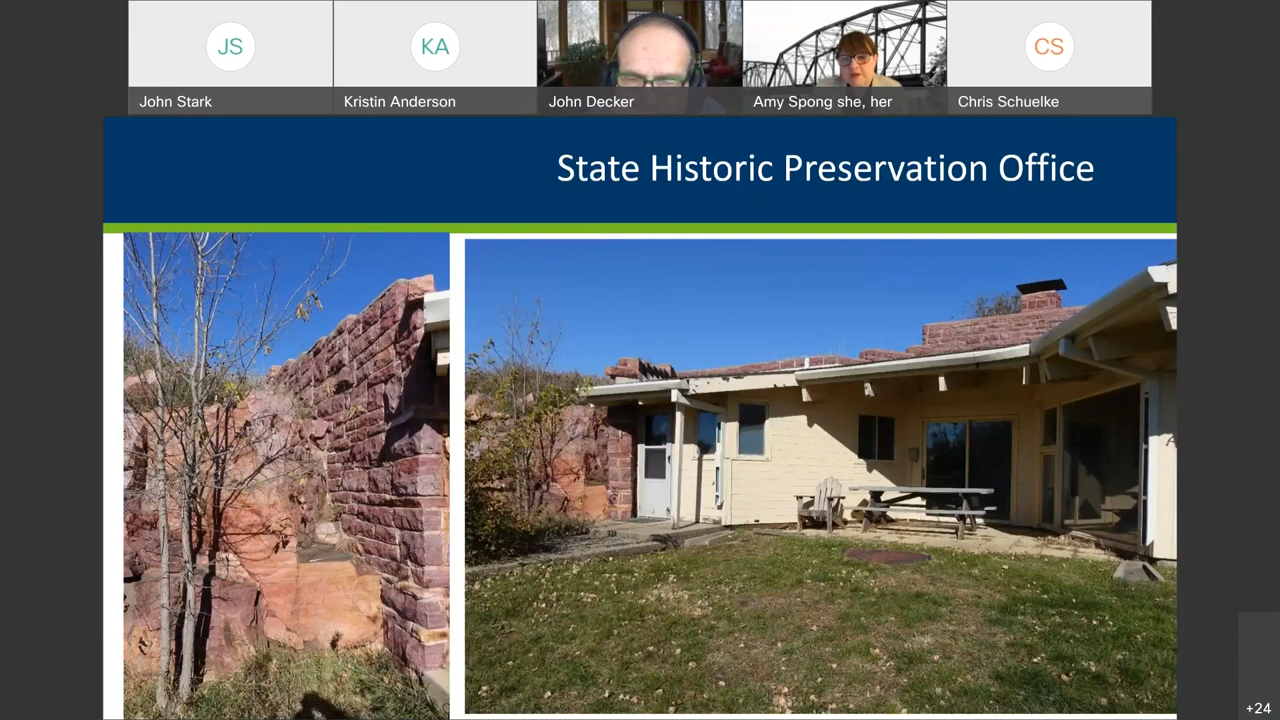 JS
KA
CS
John Stark
Kristin Anderson
John Decker
Amy Spong she, her
Chris Schuelke
State Historic Preservation Office
+24